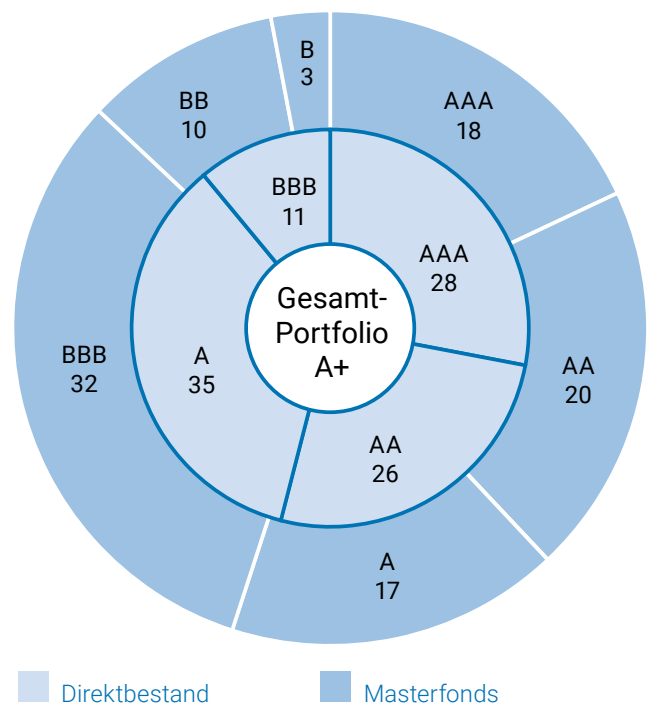 B
3
AAA
18
BB
10
BBB
11
AAA
28
Gesamt-
Portfolio
A+
BBB
32
A
35
AA
20
AA
26
A
17
Direktbestand
Masterfonds